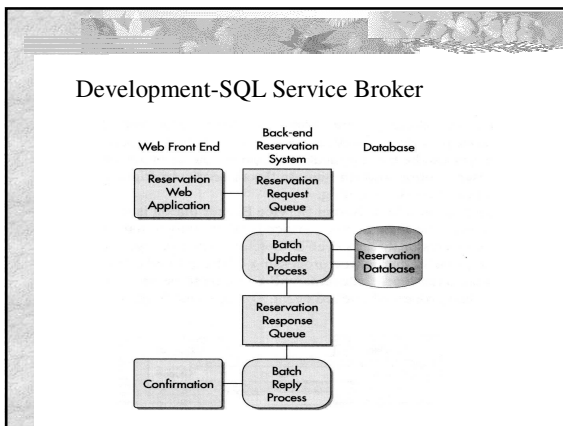 Development-SQL Service Broker
Web Front End
Back-end
Reservation
System
Database
Reservation
Web
Application
Reservation
Request
Queue
Batch
Update
Process
Reservation
Database
Reservation
Response
Queue
Confirmation
Batch
Reply
Process